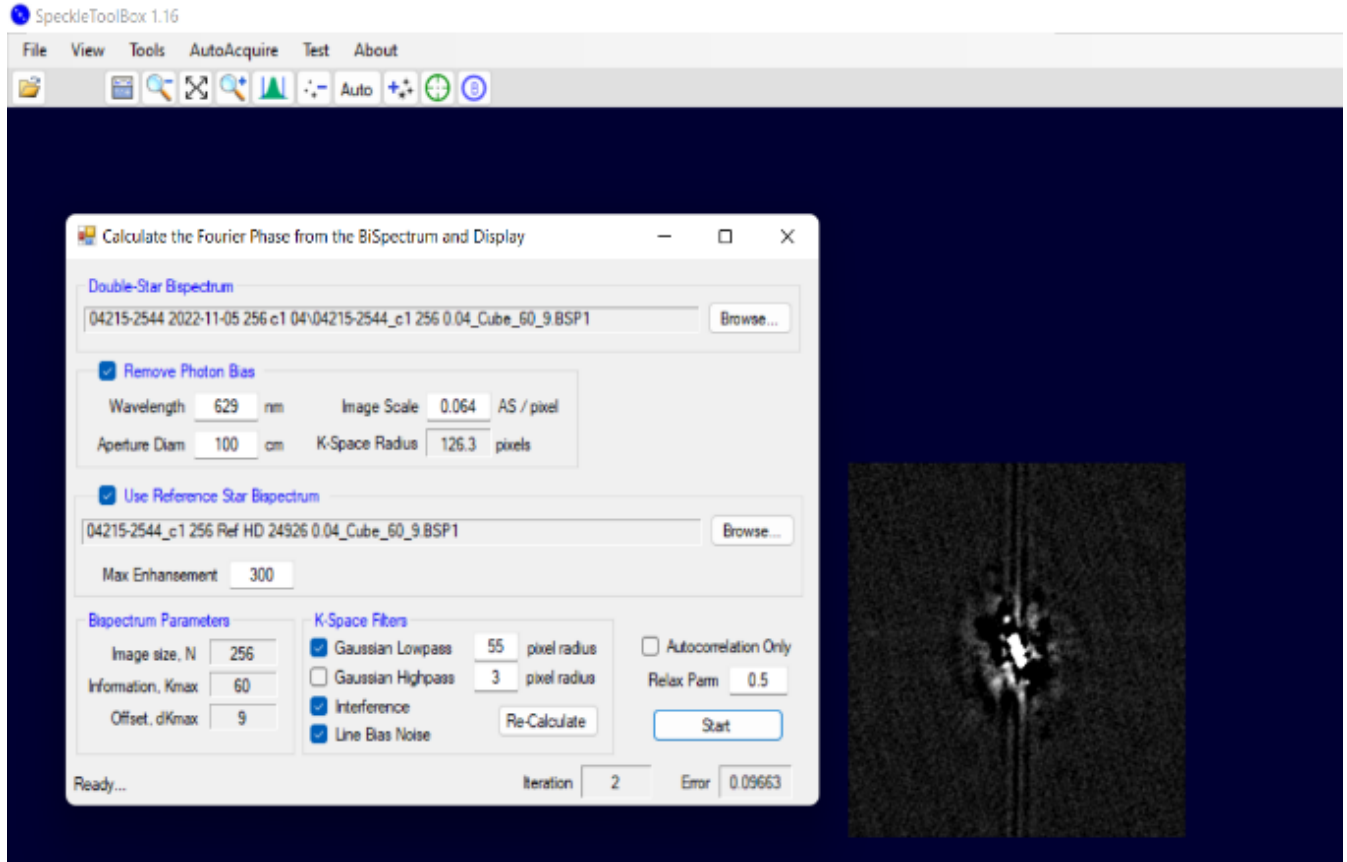 SpeckleToolBox 1.16
File View Tools AutoAcquire Test About
Auto B
Calculate the Fourier Phase from the BiSpectrum and Display
Double-Star Bispectrum
04215-2544 2022-11-05 256 c1 04\04215-2544_c1 256 0.04_Cube_60_9.BSP1 Browse...
Remove Photon Bias
Wavelength 629 nm Image Scale 0.064 AS / pixel
Aperture Diam 100 cm K-Space Radius 126.3 pixels
Use Reference Star Bispectrum
04215-2544_c1 256 Ref HD 24926 0.04_Cube_60_9.BSP1 Browse...
Max Enhansement 300
Bispectrum Parameters K-Space Filters
Image size, N 256 Gaussian Lowpass 55 pixel radius Autocorrelation Only
Information, Kmax 60 Gaussian Highpass 3 pixel radius Relax Parm 0.5
Offset, dKmax 9 Interference Re-Calculate Start
Line Bias Noise
Ready... Iteration 2 Error 0.09663